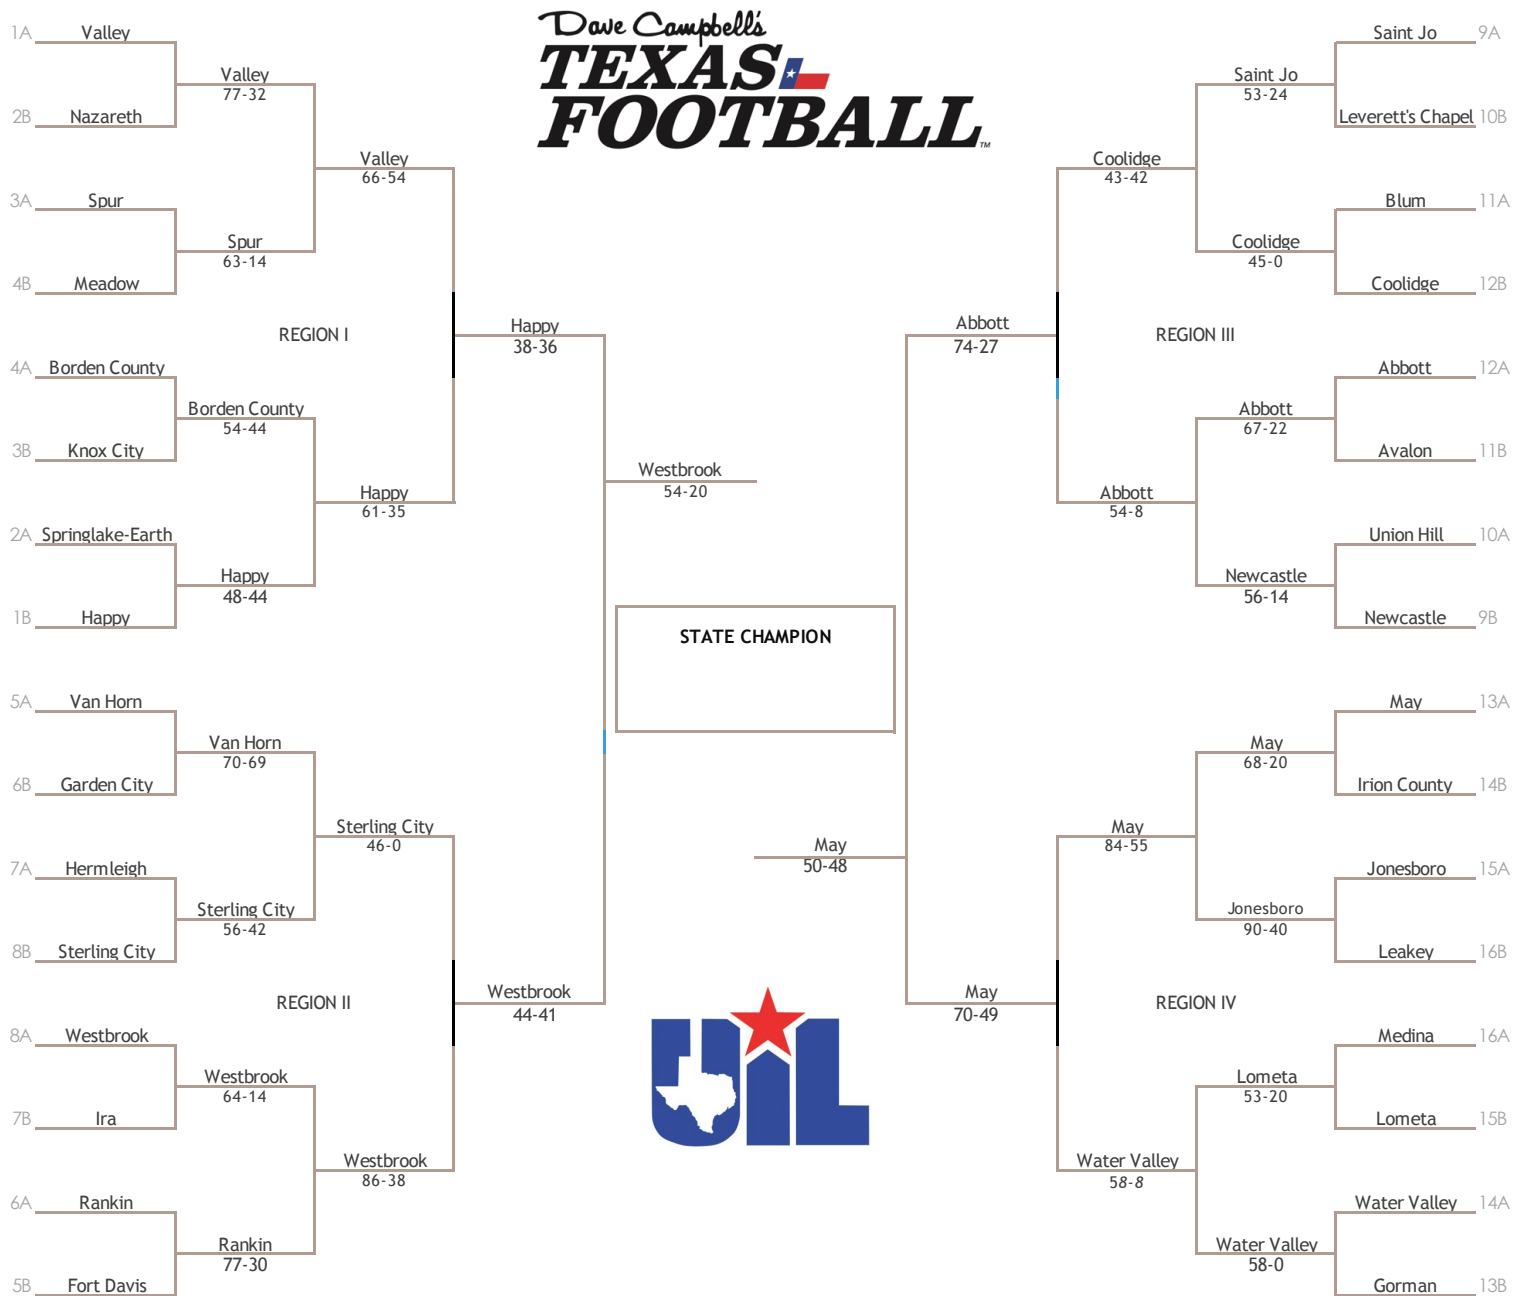 Dave Campbell's
TEXAS
FOOTBALL™
1A Valley
Valley
77-32
2B Nazareth
Valley
66-54
3A Spur
Spur
63-14
4B Meadow
REGION I
Happy
38-36
4A Borden County
Borden County
54-44
3B Knox City
Happy
61-35
2A Springlake-Earth
Happy
48-44
1B Happy
Westbrook
54-20
5A Van Horn
Van Horn
70-69
6B Garden City
Sterling City
46-0
7A Hermleigh
Sterling City
56-42
8B Sterling City
REGION II
Westbrook
44-41
8A Westbrook
Westbrook
64-14
7B Ira
Westbrook
86-38
6A Rankin
Rankin
77-30
5B Fort Davis
STATE CHAMPION
Saint Jo 9A
Saint Jo
53-24
Leverett's Chapel 10B
Coolidge
43-42
Blum 11A
Coolidge
45-0
Coolidge 12B
Abbott
74-27
REGION III
Abbott 12A
Abbott
67-22
Avalon 11B
Abbott
54-8
Union Hill 10A
Newcastle
56-14
Newcastle 9B
May
50-48
May 13A
May
68-20
Irion County 14B
May
84-55
Jonesboro 15A
Jonesboro
90-40
Leakey 16B
May
70-49
REGION IV
Medina 16A
Lometa
53-20
Lometa 15B
Water Valley
58-8
Water Valley 14A
Water Valley
58-0
Gorman 13B
UIL